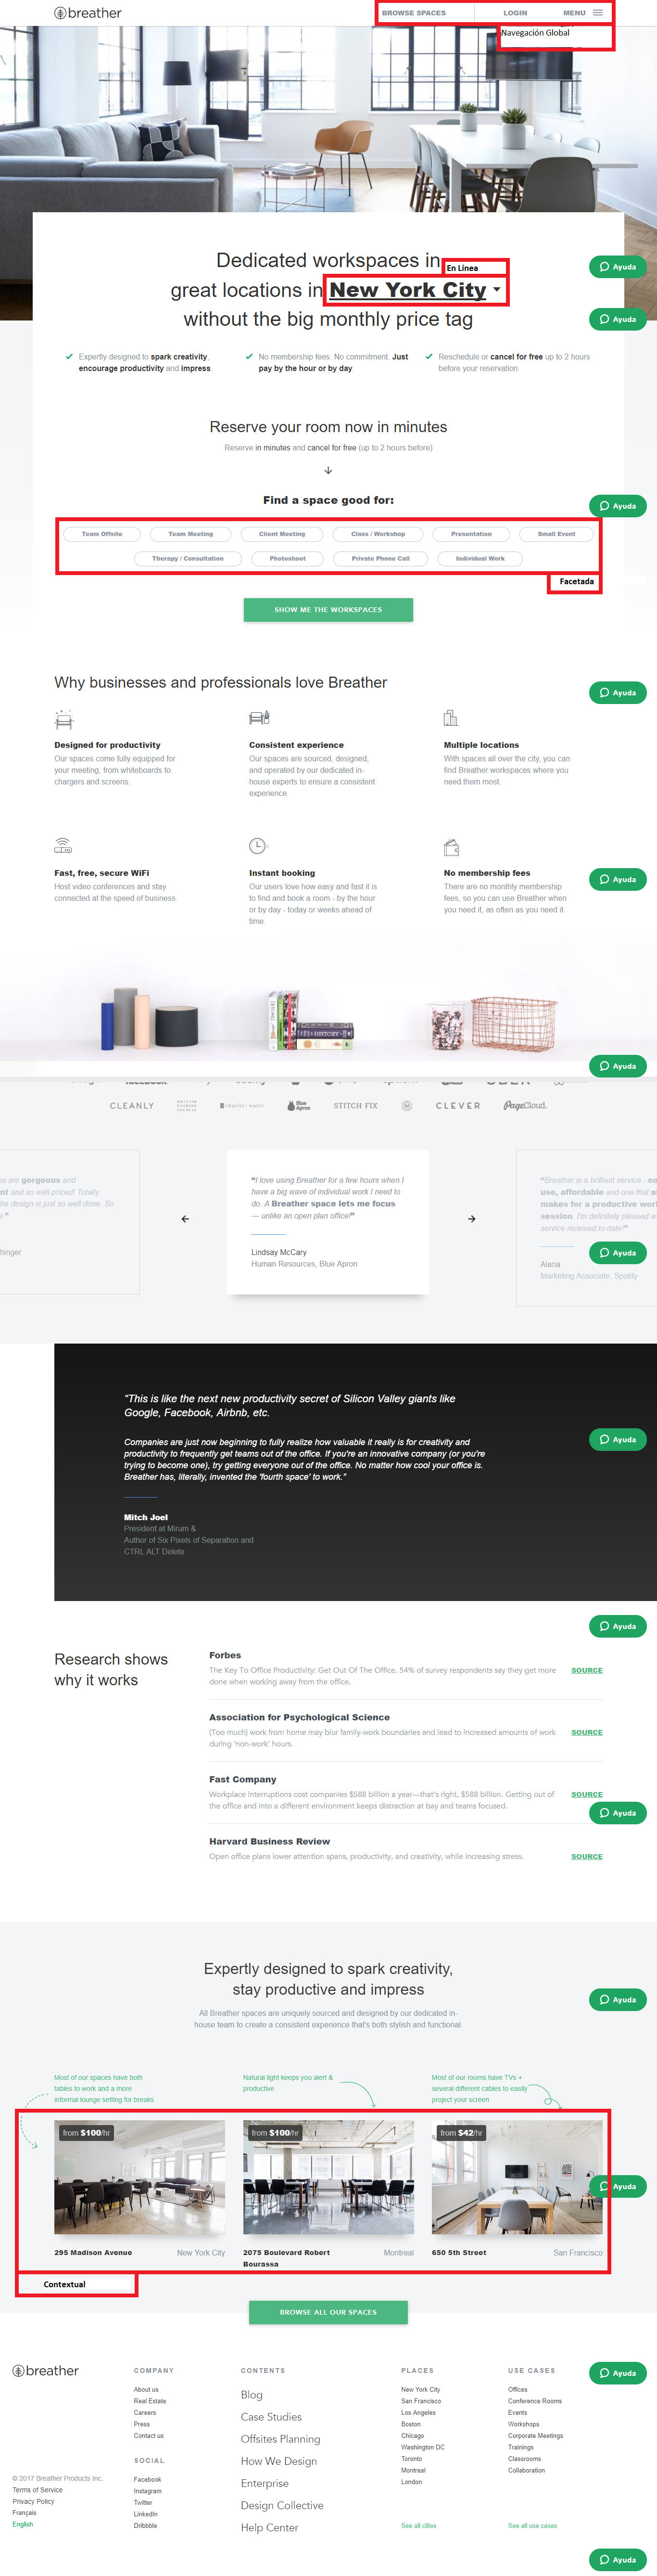 breather
BROWSE SPACES
LOGIN
MENU
Navegación Global
Dedicated workspaces in
En Línea
great locations in New York City
without the big monthly price tag
Ayuda
Ayuda
Expertly designed to spark creativity,
encourage productivity and impress.
No membership fees. No commitment. Just
pay by the hour or by day.
Reschedule or cancel for free up to 2 hours
before your reservation.
Reserve your room now in minutes
Reserve in minutes and cancel for free (up to 2 hours before)
Find a space good for:
Ayuda
Team Offsite
Team Meeting
Client Meeting
Class / Workshop
Presentation
Small Event
Therapy / Consultation
Photoshoot
Private Phone Call
Individual Work
Facetada
SHOW ME THE WORKSPACES
Why businesses and professionals love Breather
Ayuda
Designed for productivity
Our spaces come fully equipped for
your meeting, from whiteboards to
chargers and screens.
Consistent experience
Our spaces are sourced, designed,
and operated by our dedicated in-
house experts to ensure a consistent
experience.
Multiple locations
With spaces all over the city, you can
find Breather workspaces where you
need them most.
Fast, free, secure WiFi
Host video conferences and stay
connected at the speed of business.
Instant booking
Our users love how easy and fast it is
to find and book a room - by the hour
or by day - today or weeks ahead of
time.
No membership fees
There are no monthly membership
fees, so you can use Breather when
you need it, as often as you need it.
Ayuda
HISTORY
Ayuda
CLEANLY
charity: water
Blue
Apron
STITCH FIX
CLEVER
PageCloud.
s are gorgeous and
nt and so well-priced! Totally
he design is just so well done. So
e."
hinger
"I love using Breather for a few hours when I
have a big wave of individual work I need to
do. A Breather space lets me focus
— unlike an open plan office!"
Lindsay McCary
Human Resources, Blue Apron
"Breather is a brilliant service - ea
use, affordable and one that a
makes for a productive wor
session. I'm definitely pleased w
service received to date!"
Ayuda
Alana
Marketing Associate, Spotify
"This is like the next new productivity secret of Silicon Valley giants like
Google, Facebook, Airbnb, etc.
Ayuda
Companies are just now beginning to fully realize how valuable it really is for creativity and
productivity to frequently get teams out of the office. If you're an innovative company (or you're
trying to become one), try getting everyone out of the office. No matter how cool your office is.
Breather has, literally, invented the 'fourth space' to work."
Mitch Joel
President at Mirum &
Author of Six Pixels of Separation and
CTRL ALT Delete
Ayuda
Research shows
why it works
Forbes
The Key To Office Productivity: Get Out Of The Office. 54% of survey respondents say they get more
done when working away from the office.
SOURCE
Association for Psychological Science
(Too much) work from home may blur family-work boundaries and lead to increased amounts of work
during 'non-work' hours.
SOURCE
Fast Company
Workplace interruptions cost companies $588 billion a year—that's right, $588 billion. Getting out of
the office and into a different environment keeps distraction at bay and teams focused.
SOURCE
Ayuda
Harvard Business Review
Open office plans lower attention spans, productivity, and creativity, while increasing stress.
SOURCE
Expertly designed to spark creativity,
stay productive and impress
Ayuda
All Breather spaces are uniquely sourced and designed by our dedicated in-
house team to create a consistent experience that's both stylish and functional.
Most of our spaces have both
tables to work and a more
informal lounge setting for breaks
Natural light keeps you alert &
productive
Most of our rooms have TVs +
several different cables to easily
project your screen
from $100/hr
from $100/hr
from $42/hr
Ayuda
295 Madison Avenue
New York City
2075 Boulevard Robert
Bourassa
Montreal
650 5th Street
San Francisco
Contextual
BROWSE ALL OUR SPACES
breather
© 2017 Breather Products Inc.
Terms of Service
Privacy Policy
Français
English
COMPANY
About us
Real Estate
Careers
Press
Contact us
SOCIAL
Facebook
Instagram
Twitter
LinkedIn
Dribbble
CONTENTS
Blog
Case Studies
Offsites Planning
How We Design
Enterprise
Design Collective
Help Center
PLACES
New York City
San Francisco
Los Angeles
Boston
Chicago
Washington DC
Toronto
Montreal
London
See all cities
USE CASES
Offices
Conference Rooms
Events
Workshops
Corporate Meetings
Trainings
Classrooms
Collaboration
See all use cases
Ayuda
Ayuda